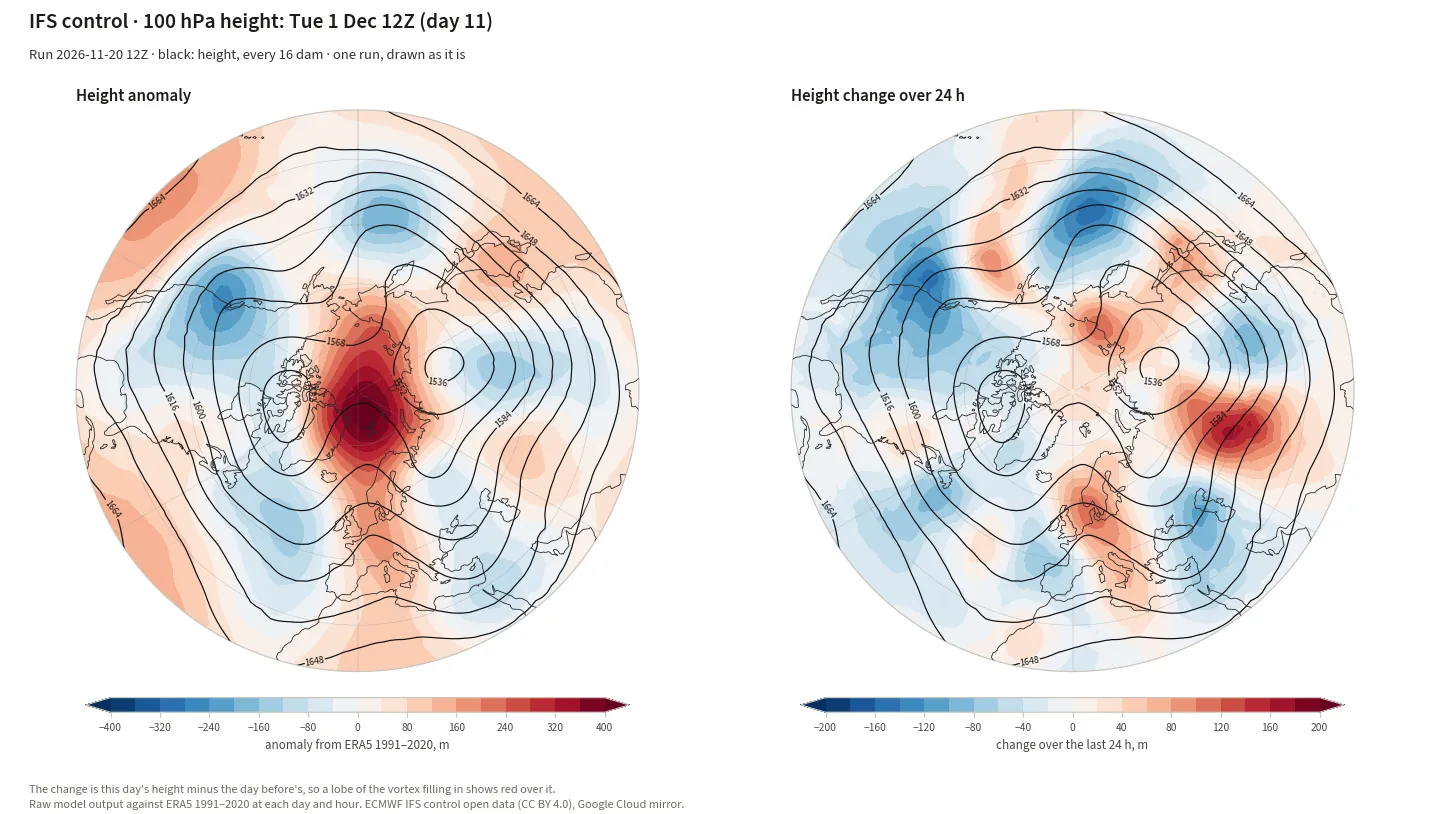 IFS control · 100 hPa height: Tue 1 Dec 12Z (day 11)
Run 2026-11-20 12Z · black: height, every 16 dam · one run, drawn as it is
Height anomaly
Height change over 24 h
1664
1632
1664
1648
1568
1536
1616
1600
1584
1664
1648
1664
1632
1664
1648
1568
1536
1616
1600
1584
1664
1648
−400 −320 −240 −160 −80 0 80 160 240 320 400
anomaly from ERA5 1991–2020, m
−200 −160 −120 −80 −40 0 40 80 120 160 200
change over the last 24 h, m
The change is this day's height minus the day before's, so a lobe of the vortex filling in shows red over it.
Raw model output against ERA5 1991–2020 at each day and hour. ECMWF IFS control open data (CC BY 4.0), Google Cloud mirror.